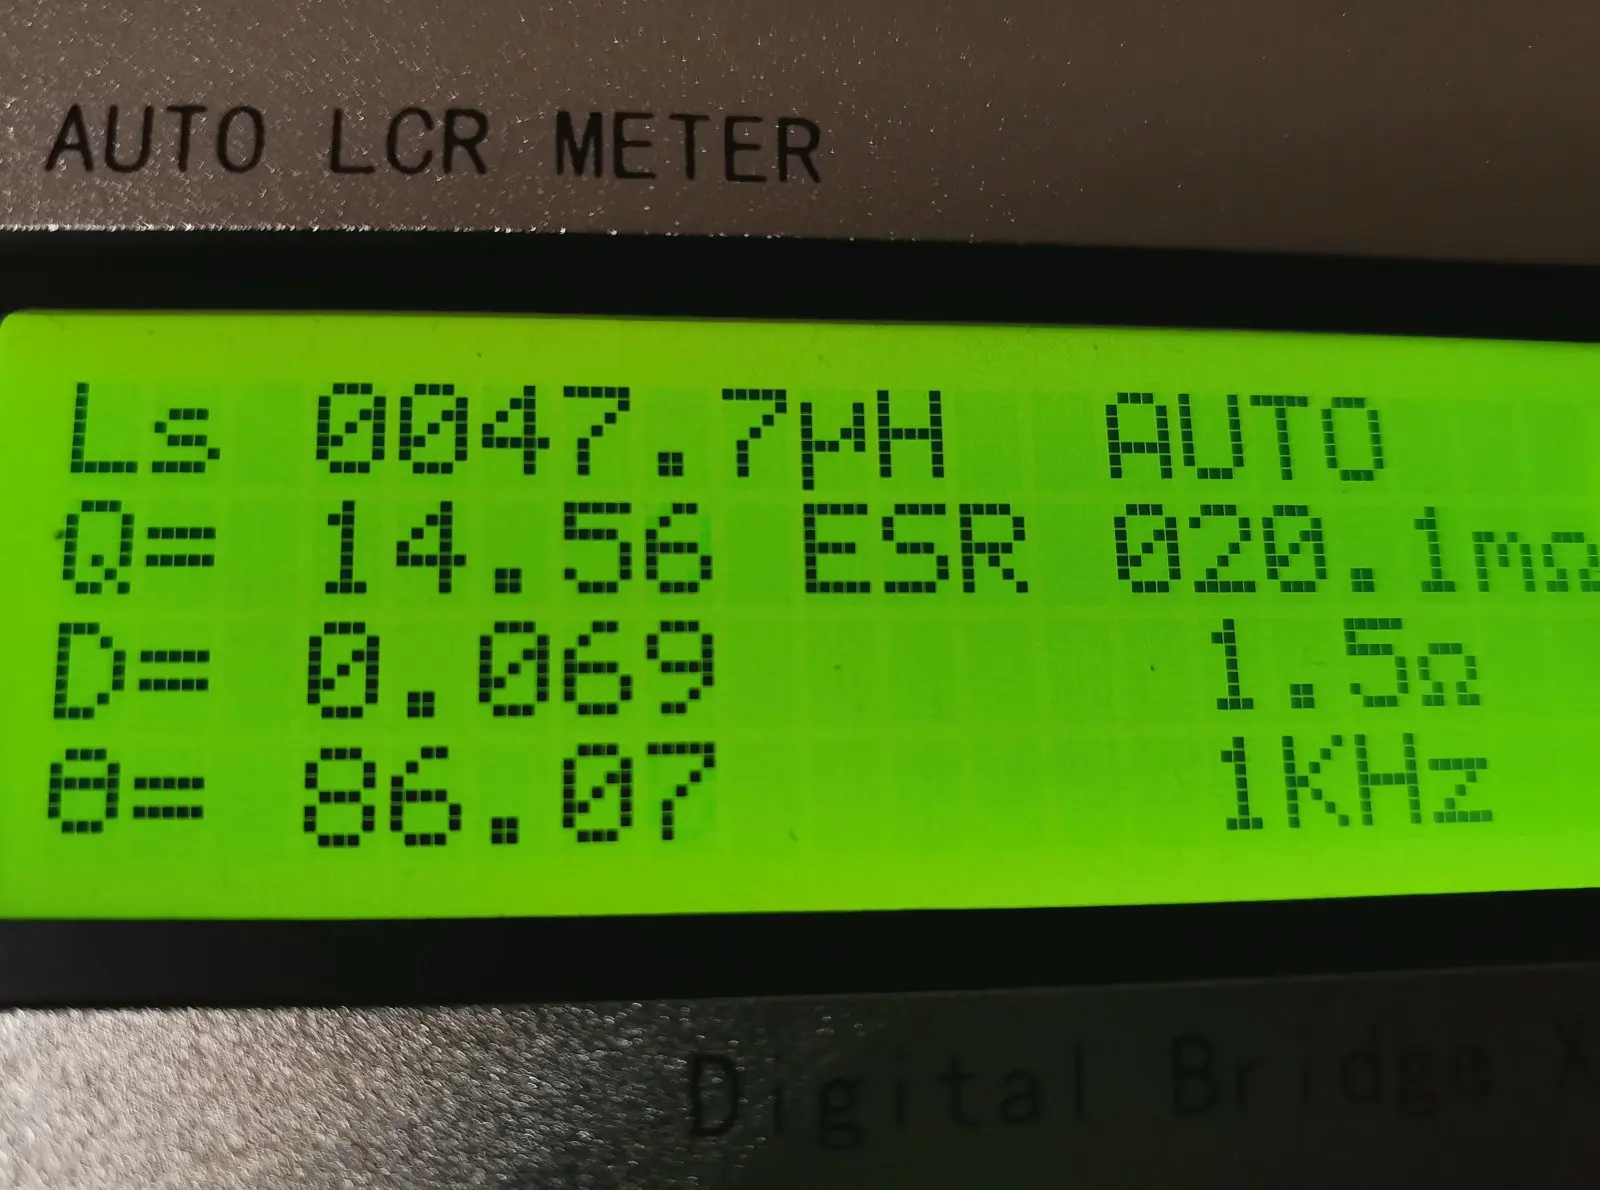 AUTO LCR METER
Ls 0047.7µH AUTO
Q= 14.56 ESR 020.1mΩ
D= 0.069 1.5Ω
θ= 86.07 1KHz
Digital Bridge